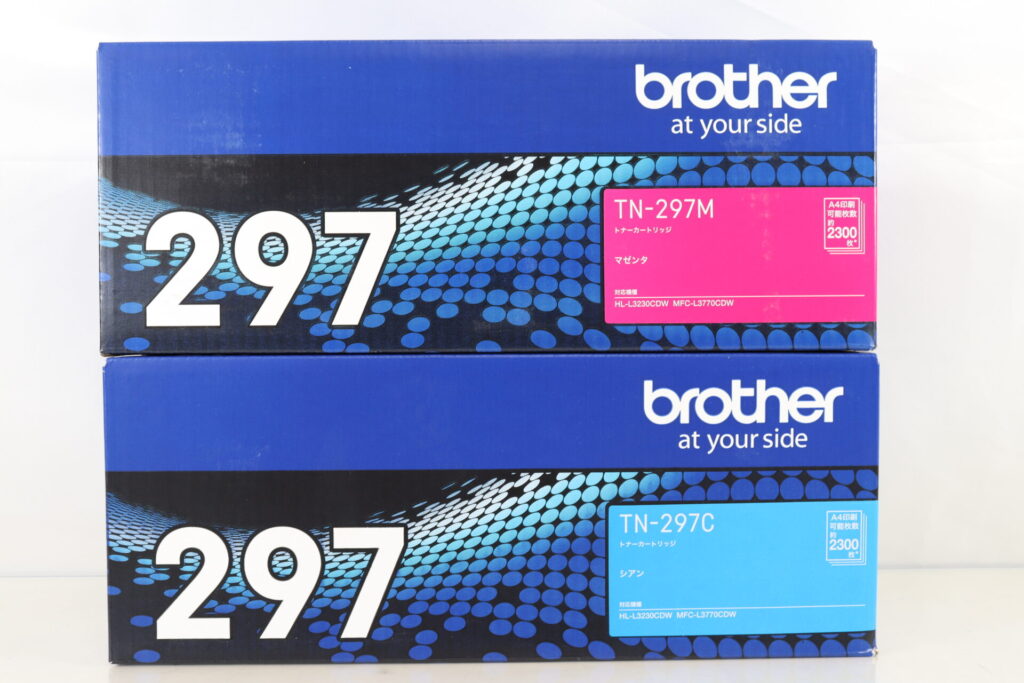 brother
at your side
297
TN-297M
トナーカートリッジ
マゼンタ
A4印刷
可能枚数
約
2300
枚*
対応機種
HL-L3230CDW MFC-L3770CDW
brother
at your side
297
TN-297C
トナーカートリッジ
シアン
A4印刷
可能枚数
約
2300
枚*
対応機種
HL-L3230CDW MFC-L3770CDW